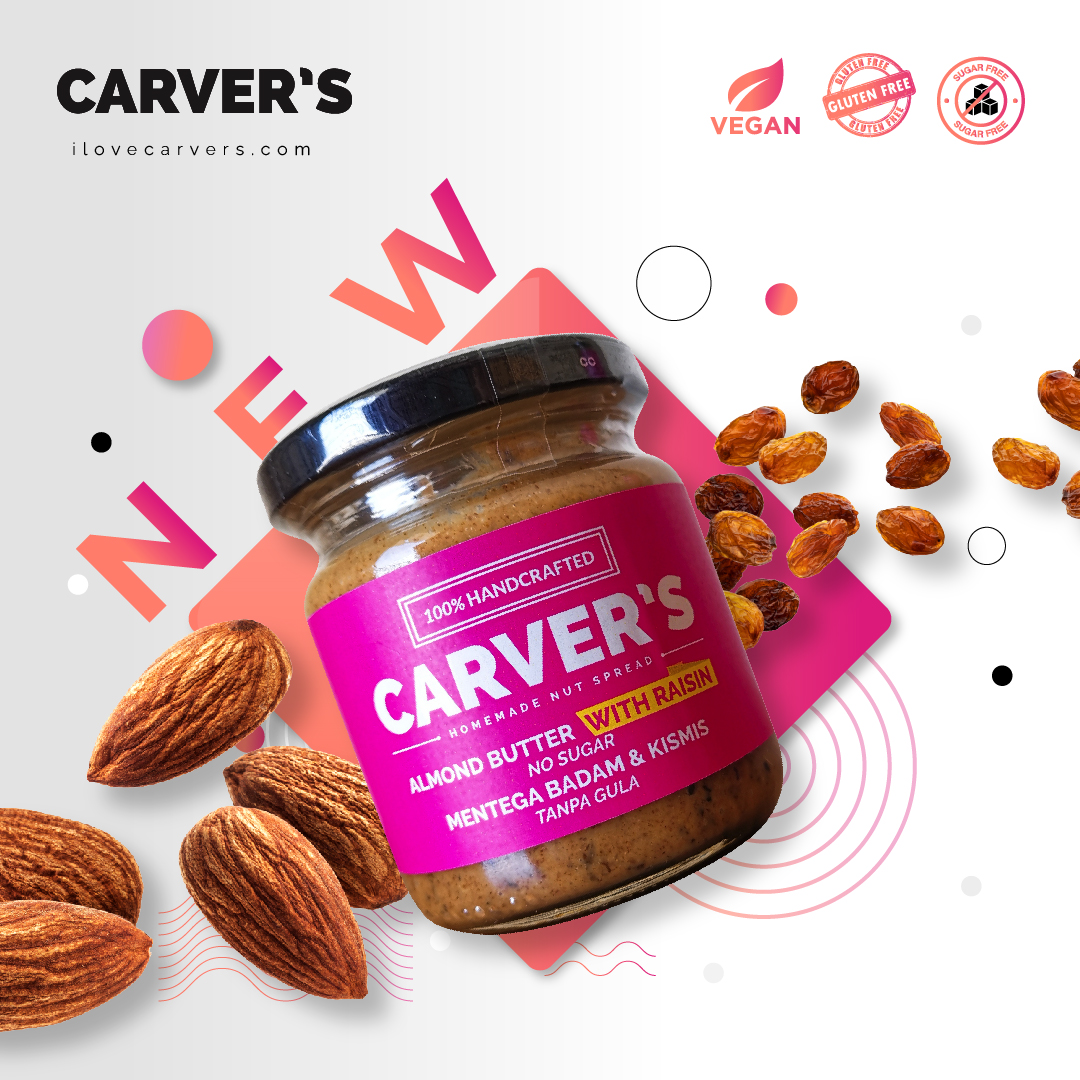 CARVER'S
ilovecarvers.com
VEGAN
GLUTEN FREE
GLUTEN FREE
GLUTEN FREE
SUGAR FREE
SUGAR FREE
NEW
100% HANDCRAFTED
CARVER'S
HOMEMADE NUT SPREAD
ALMOND BUTTER WITH RAISIN
NO SUGAR
MENTEGA BADAM & KISMIS
TANPA GULA